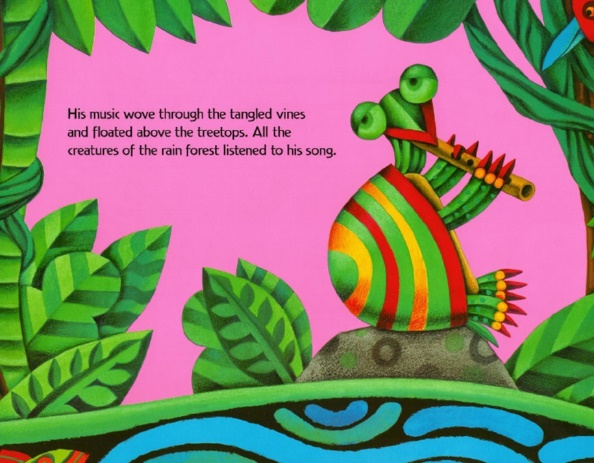 His music wove through the tangled vines
and floated above the treetops. All the
creatures of the rain forest listened to his song.